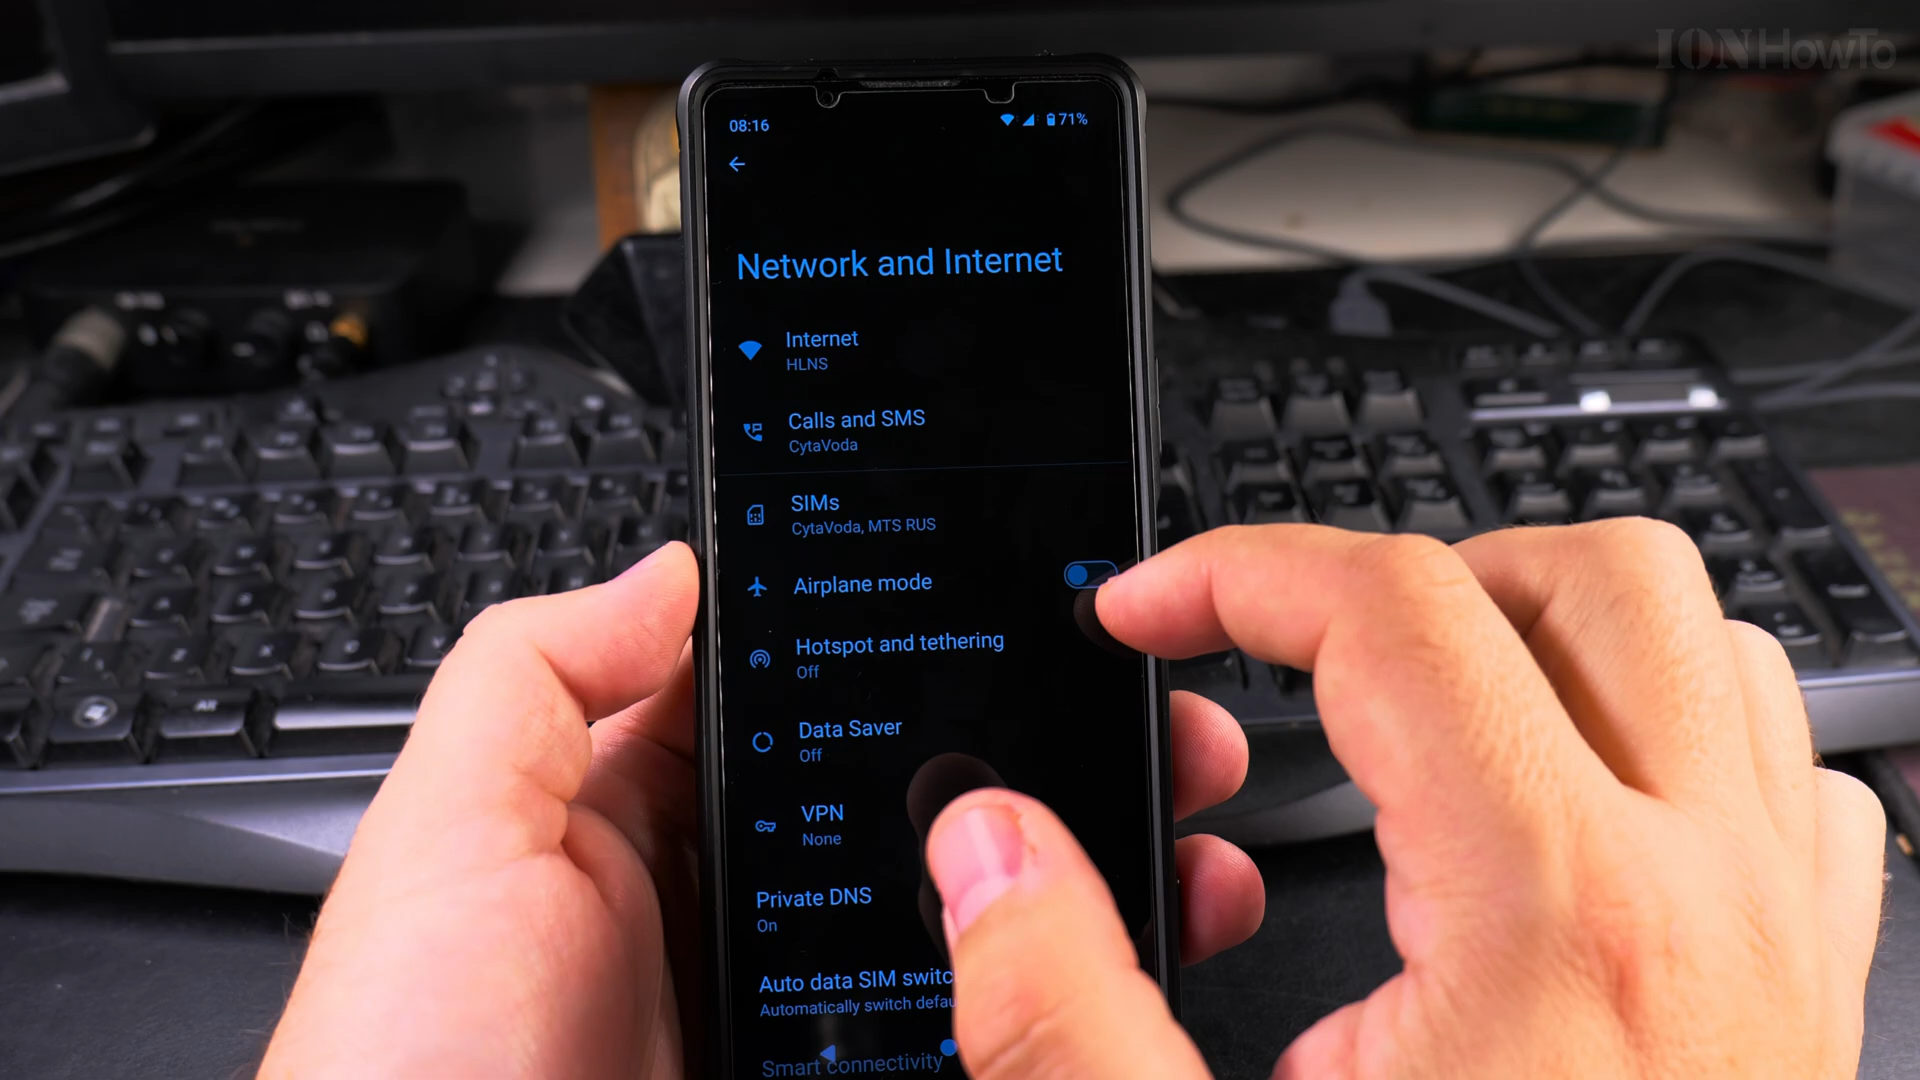 IONHowTo
08:16
71%
Network and Internet
Internet
HLNS
Calls and SMS
CytaVoda
SIMs
CytaVoda, MTS RUS
Airplane mode
Hotspot and tethering
Off
Data Saver
Off
VPN
None
Private DNS
On
Auto data SIM switc
Automatically switch defau
Smart connectivity
Alt